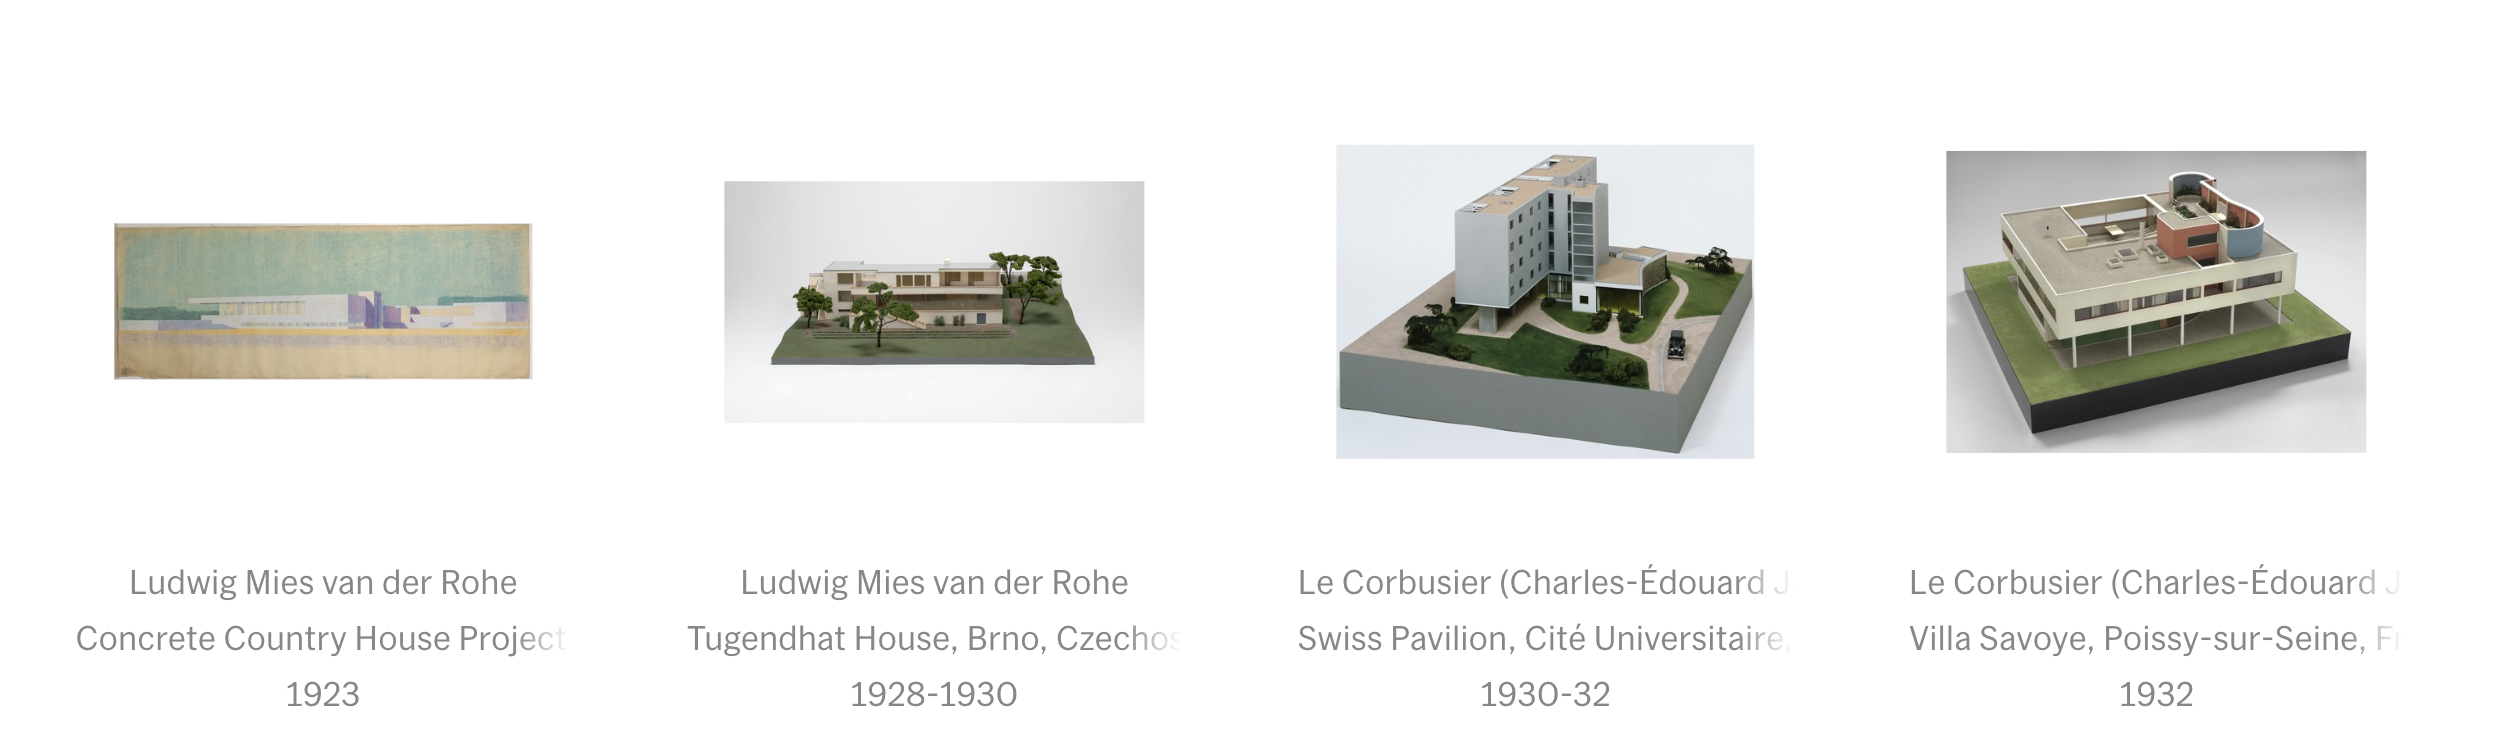 Ludwig Mies van der Rohe
Concrete Country House Project
1923
Ludwig Mies van der Rohe
Tugendhat House, Brno, Czechos
1928-1930
Le Corbusier (Charles-Édouard J
Swiss Pavilion, Cité Universitaire,
1930-32
Le Corbusier (Charles-Édouard J
Villa Savoye, Poissy-sur-Seine, Fr
1932